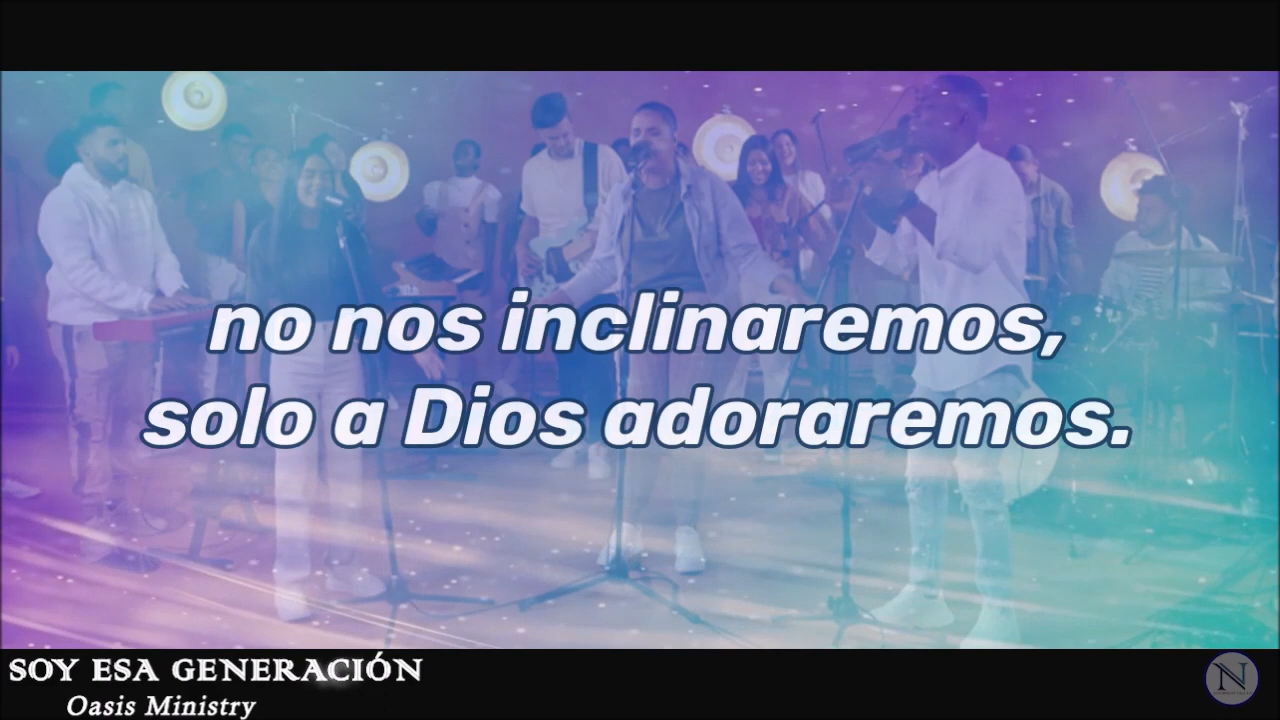 no nos inclinaremos,
solo a Dios adoraremos.
SOY ESA GENERACIÓN
Oasis Ministry
N